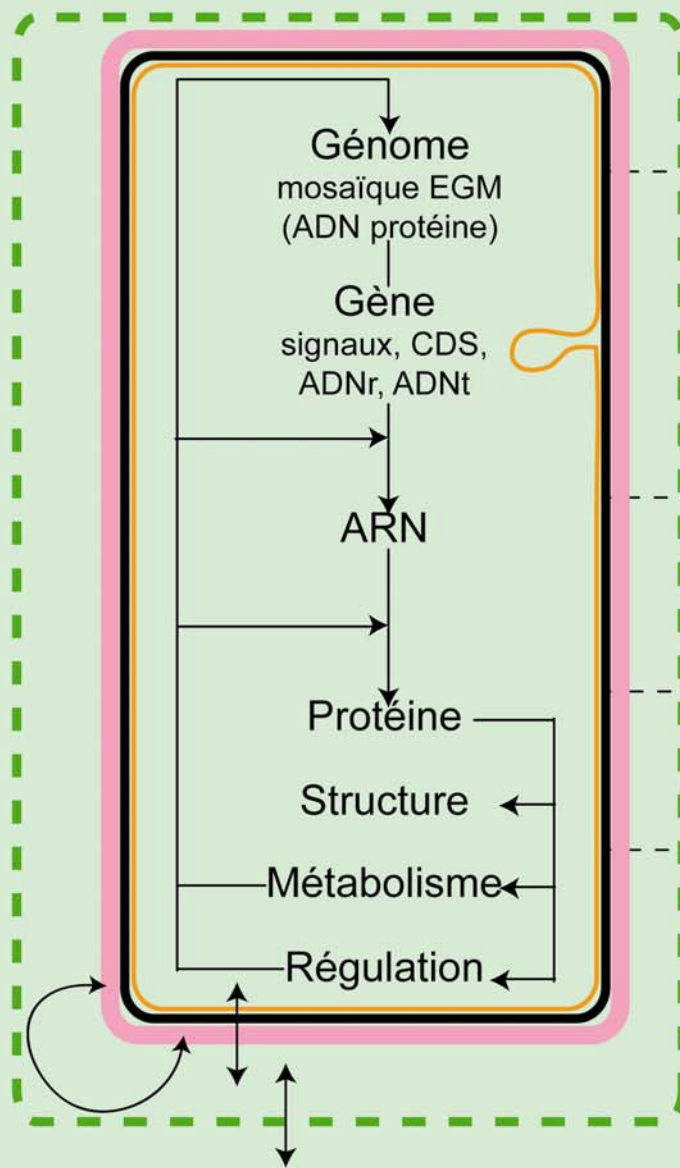 Génome
mosaïque EGM
(ADN protéine)
Gène
signaux, CDS,
ADNr, ADNt
ARN
Protéine
Structure
Métabolisme
Régulation